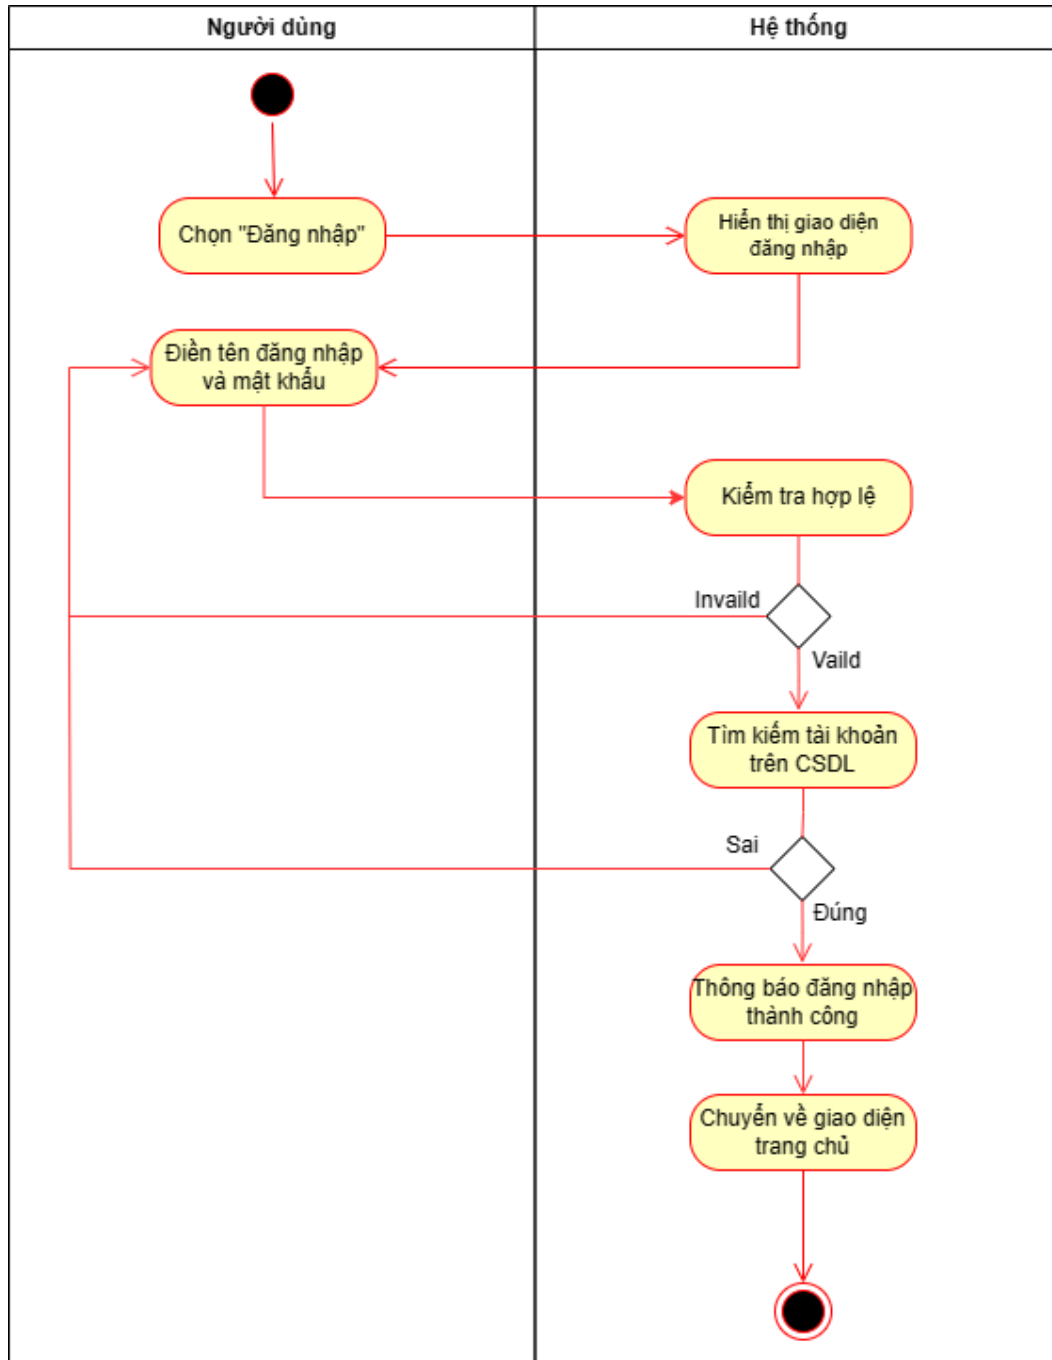 Người dùng
Hệ thống
Chọn "Đăng nhập"
Hiển thị giao diện
đăng nhập
Điền tên đăng nhập
và mật khẩu
Kiểm tra hợp lệ
Invaild
Vaild
Tìm kiếm tài khoản
trên CSDL
Sai
Đúng
Thông báo đăng nhập
thành công
Chuyển về giao diện
trang chủ